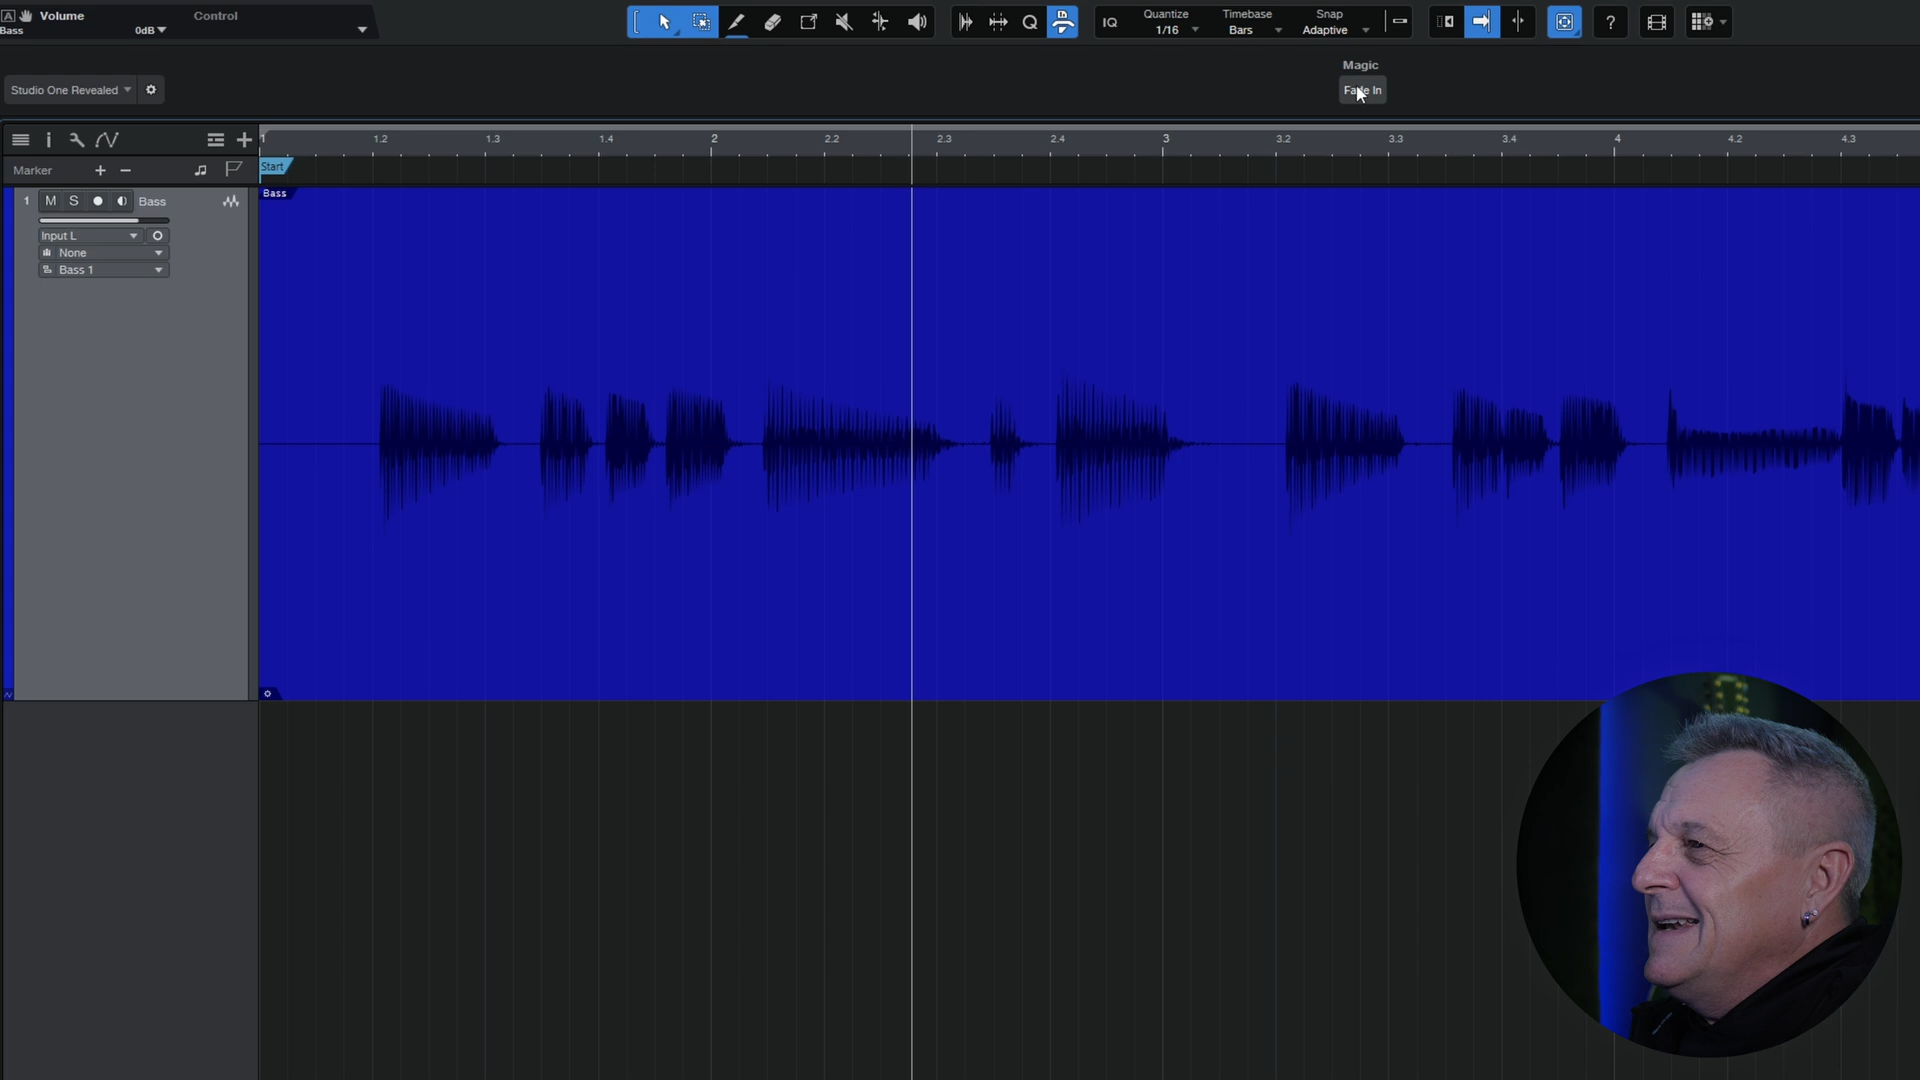 A Volume Control
Bass 0dB
IQ Quantize Timebase Snap
1/16 Bars Adaptive
Q
?
Magic
Studio One Revealed
Fade In
1 1.2 1.3 1.4 2 2.2 2.3 2.4 3 3.2 3.3 3.4 4 4.2 4.3
Marker + −
Start
1 M S Bass
Bass
Input L
None
Bass 1